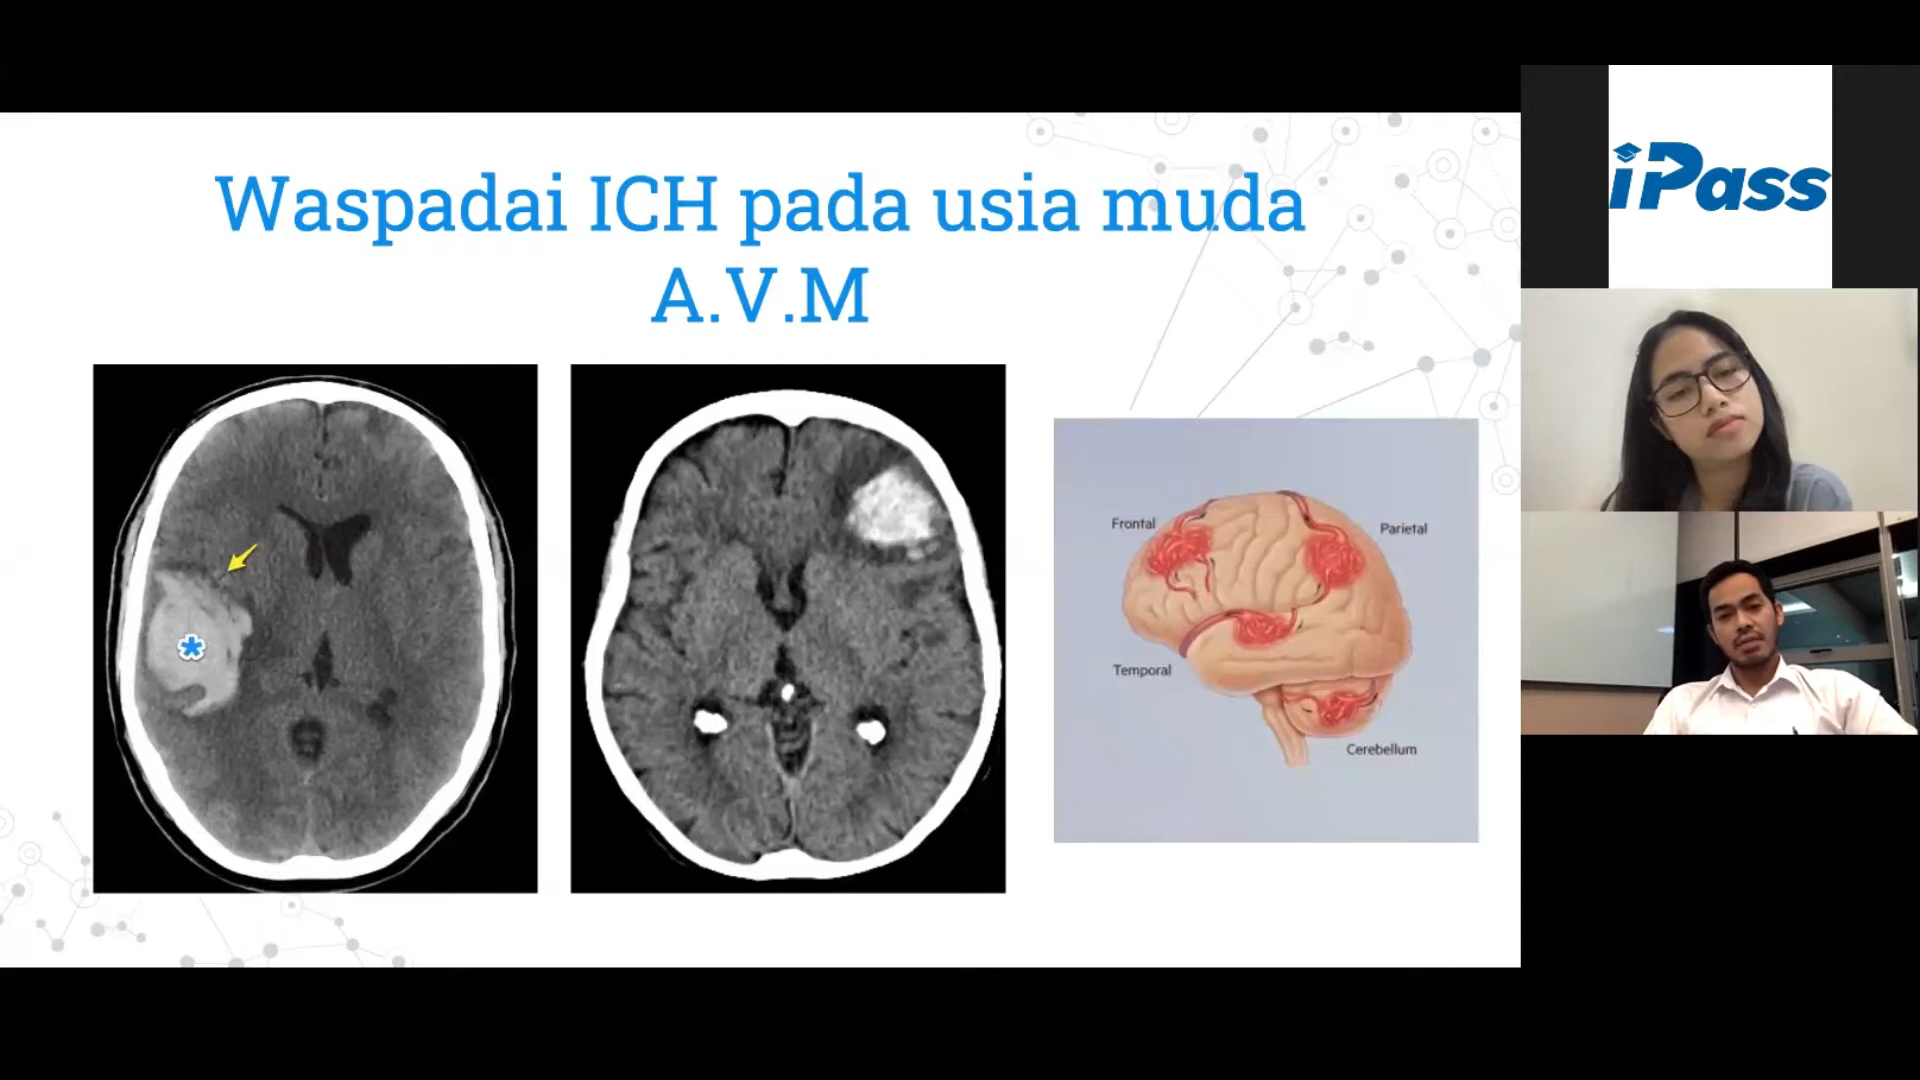 Waspadai ICH pada usia muda
A.V.M
iPass
Frontal
Parietal
Temporal
Cerebellum